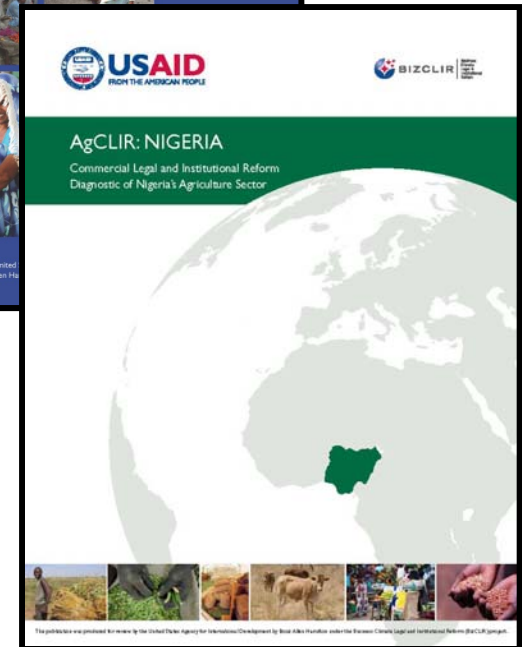 USAID
FROM THE AMERICAN PEOPLE
BIZCLIR
AgCLIR: NIGERIA
Commercial Legal and Institutional Reform
Diagnostic of Nigeria's Agriculture Sector
This publication was produced for review by the United States Agency for International Development by Booz Allen Hamilton under the Business Climate Legal and Institutional Reform (BizCLIR) project.